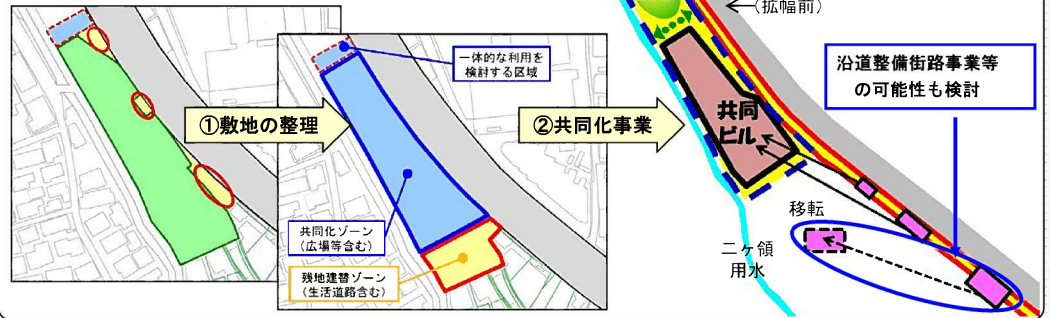 (拡幅前)
一体的な利用を
検討する区域
沿道整備街路事業等
の可能性も検討
①敷地の整理
②共同化事業
共同
ビル
共同化ゾーン
(広場等含む)
移転
二ヶ領
用水
残地建替ゾーン
(生活道路含む)